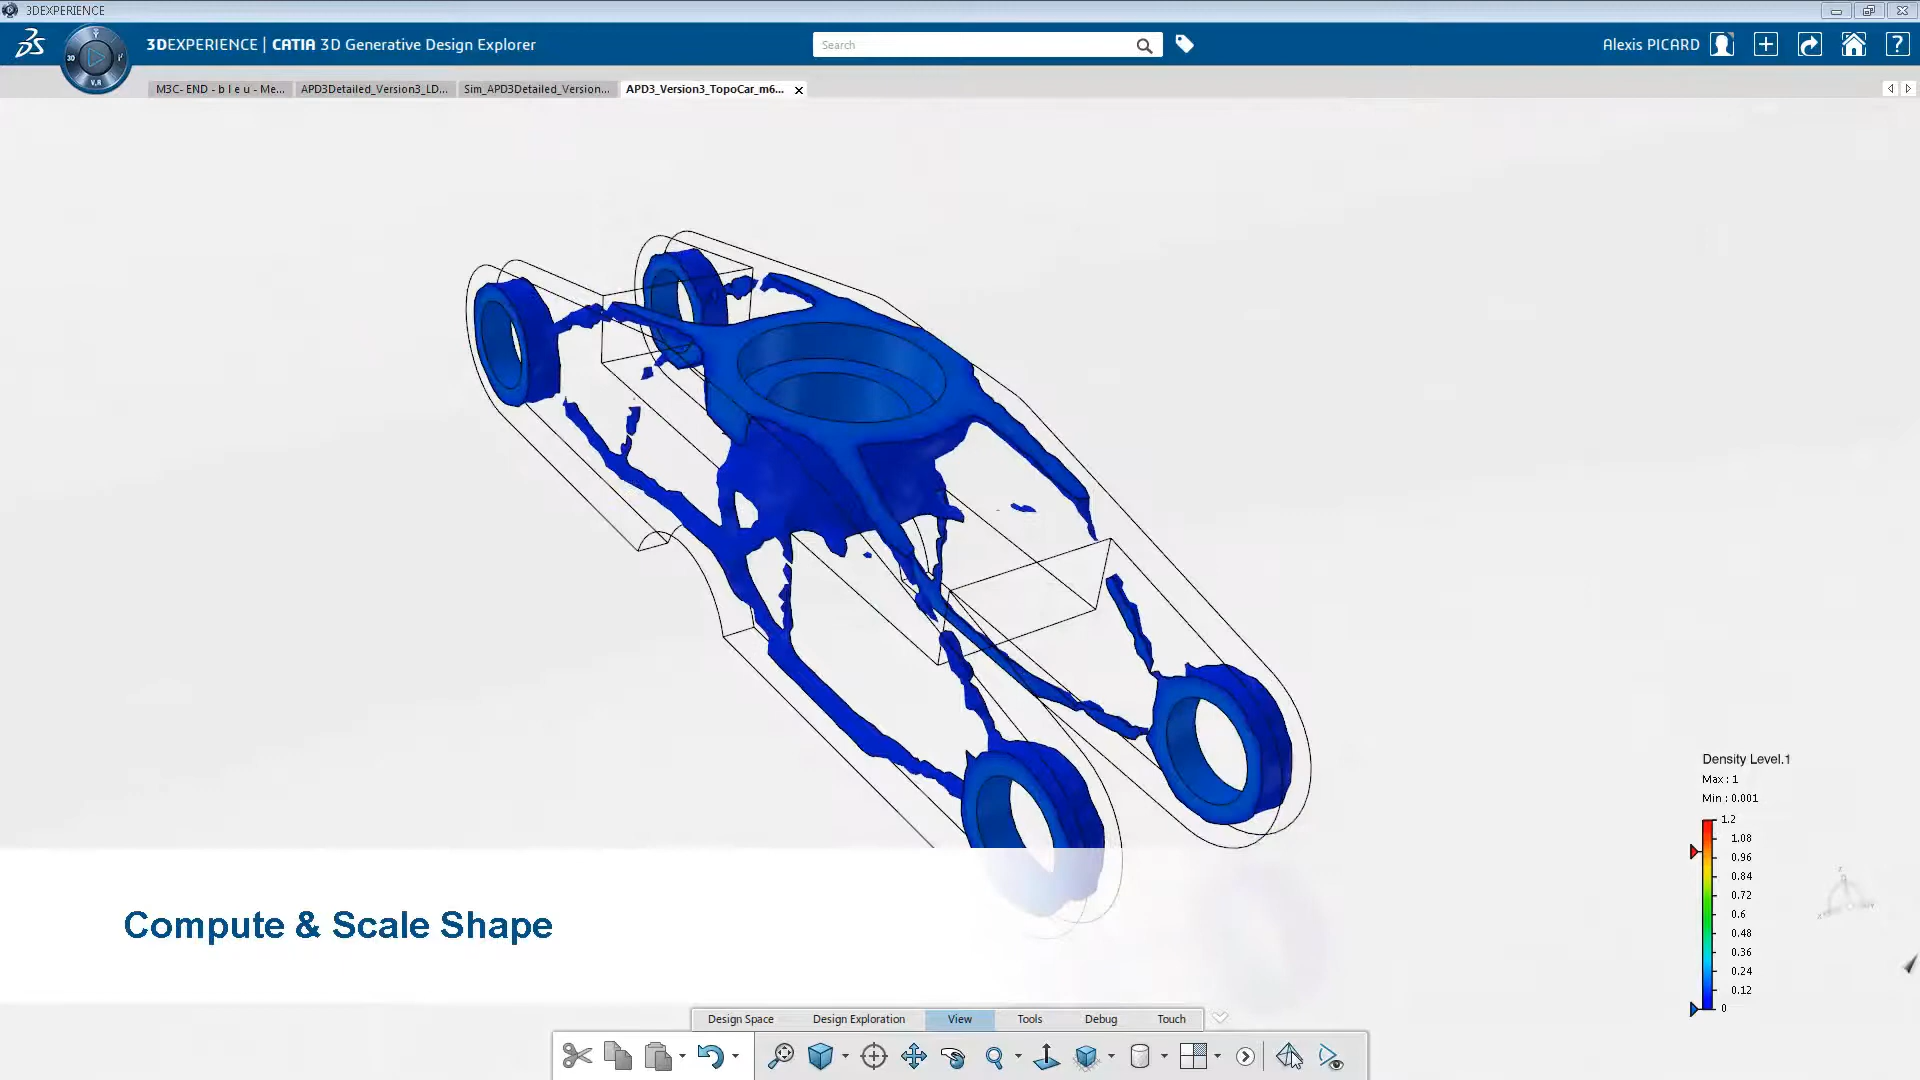 3DEXPERIENCE
3DEXPERIENCE | CATIA 3D Generative Design Explorer
Search
Alexis PICARD
3D
V.R
M3C- END - b l e u - Me...
APD3Detailed_Version3_LD...
Sim_APD3Detailed_Version...
APD3_Version3_TopoCar_m6...
Density Level.1
Max : 1
Min : 0.001
1.2
1.08
0.96
0.84
0.72
0.6
0.48
0.36
0.24
0.12
0
Compute & Scale Shape
Design Space
Design Exploration
View
Tools
Debug
Touch